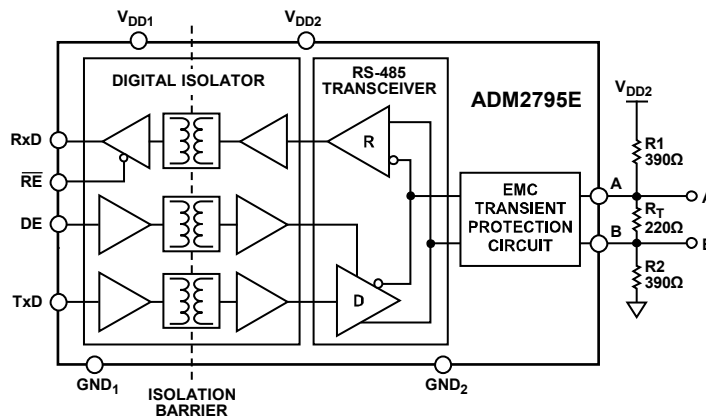 VDD1
VDD2
DIGITAL ISOLATOR
RS-485
TRANSCEIVER
ADM2795E
VDD2
RxD
R
R1
390Ω
RE
EMC
TRANSIENT
PROTECTION
CIRCUIT
A
A
DE
RT
220Ω
B
TxD
D
R2
390Ω
GND1
GND2
ISOLATION
BARRIER